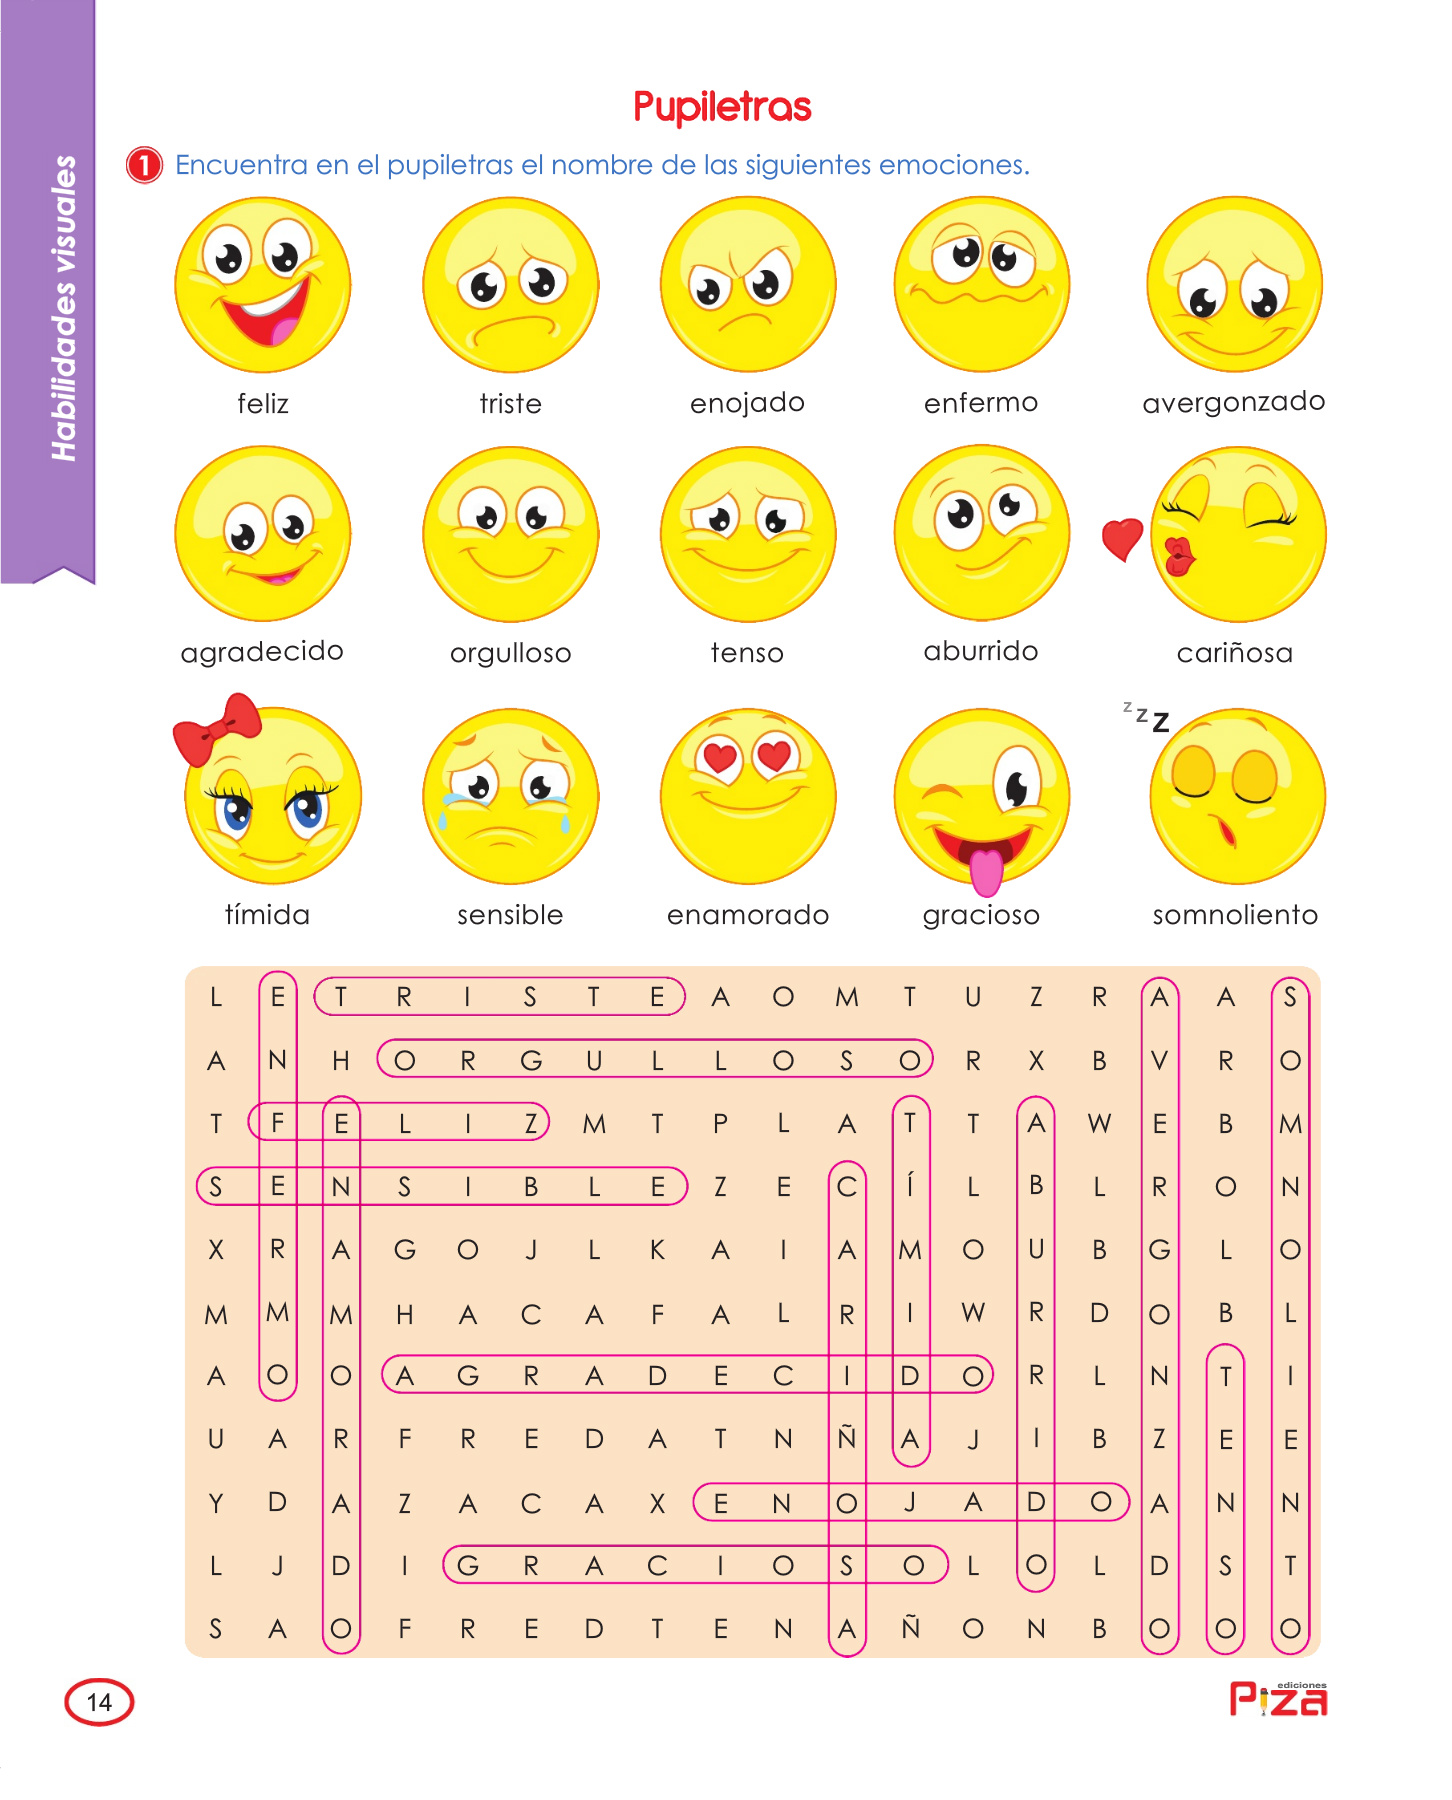 Habilidades visuales
Pupiletras
1 Encuentra en el pupiletras el nombre de las siguientes emociones.
feliz triste enojado enfermo avergonzado
agradecido orgulloso tenso aburrido cariñosa
z z z
tímida sensible enamorado gracioso somnoliento
L E T R I S T E A O M T U Z R A A S
A N H O R G U L L O S O R X B V R O
T F E L I Z M T P L A T T A W E B M
S E N S I B L E Z E C Í L B L R O N
X R A G O J L K A I A M O U B G L O
M M M H A C A F A L R I W R D O B L
A O O A G R A D E C I D O R L N T I
U A R F R E D A T N Ñ A J I B Z E E
Y D A Z A C A X E N O J A D O A N N
L J D I G R A C I O S O L O L D S T
S A O F R E D T E N A Ñ O N B O O O
14
ediciones
Piza